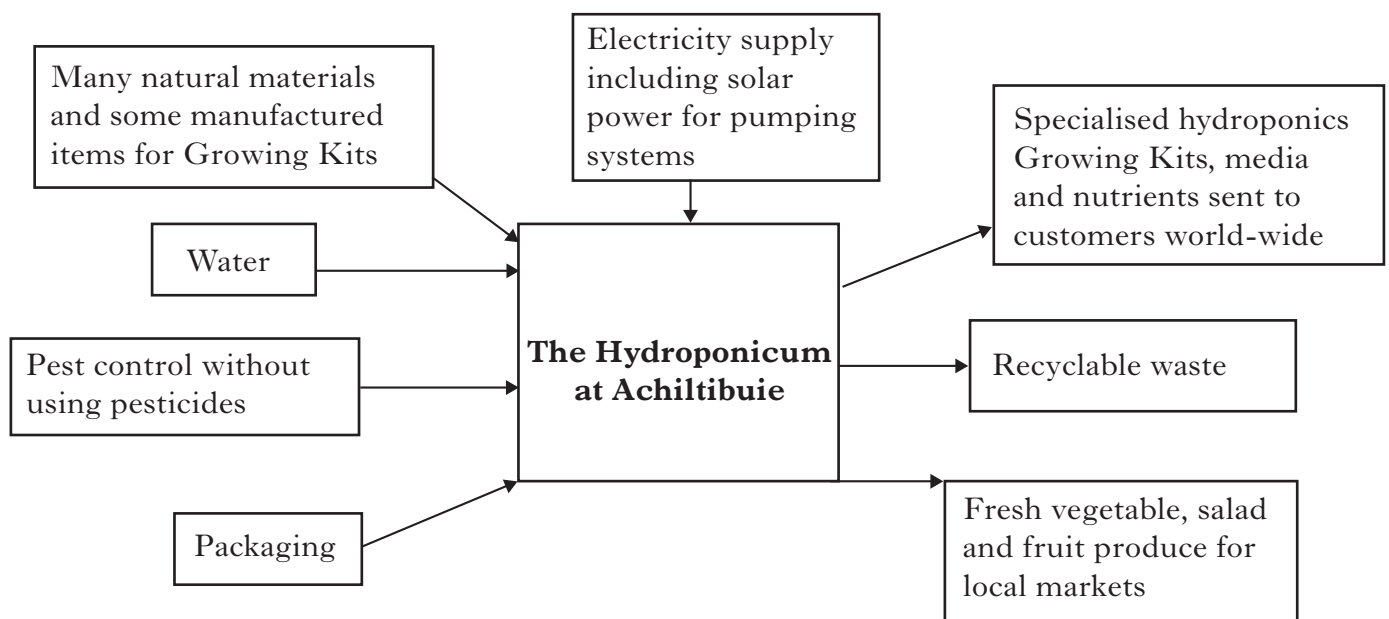 Many natural materials
and some manufactured
items for Growing Kits
Electricity supply
including solar
power for pumping
systems
Specialised hydroponics
Growing Kits, media
and nutrients sent to
customers world-wide
Water
Pest control without
using pesticides
The Hydroponicum
at Achiltibuie
Recyclable waste
Packaging
Fresh vegetable, salad
and fruit produce for
local markets